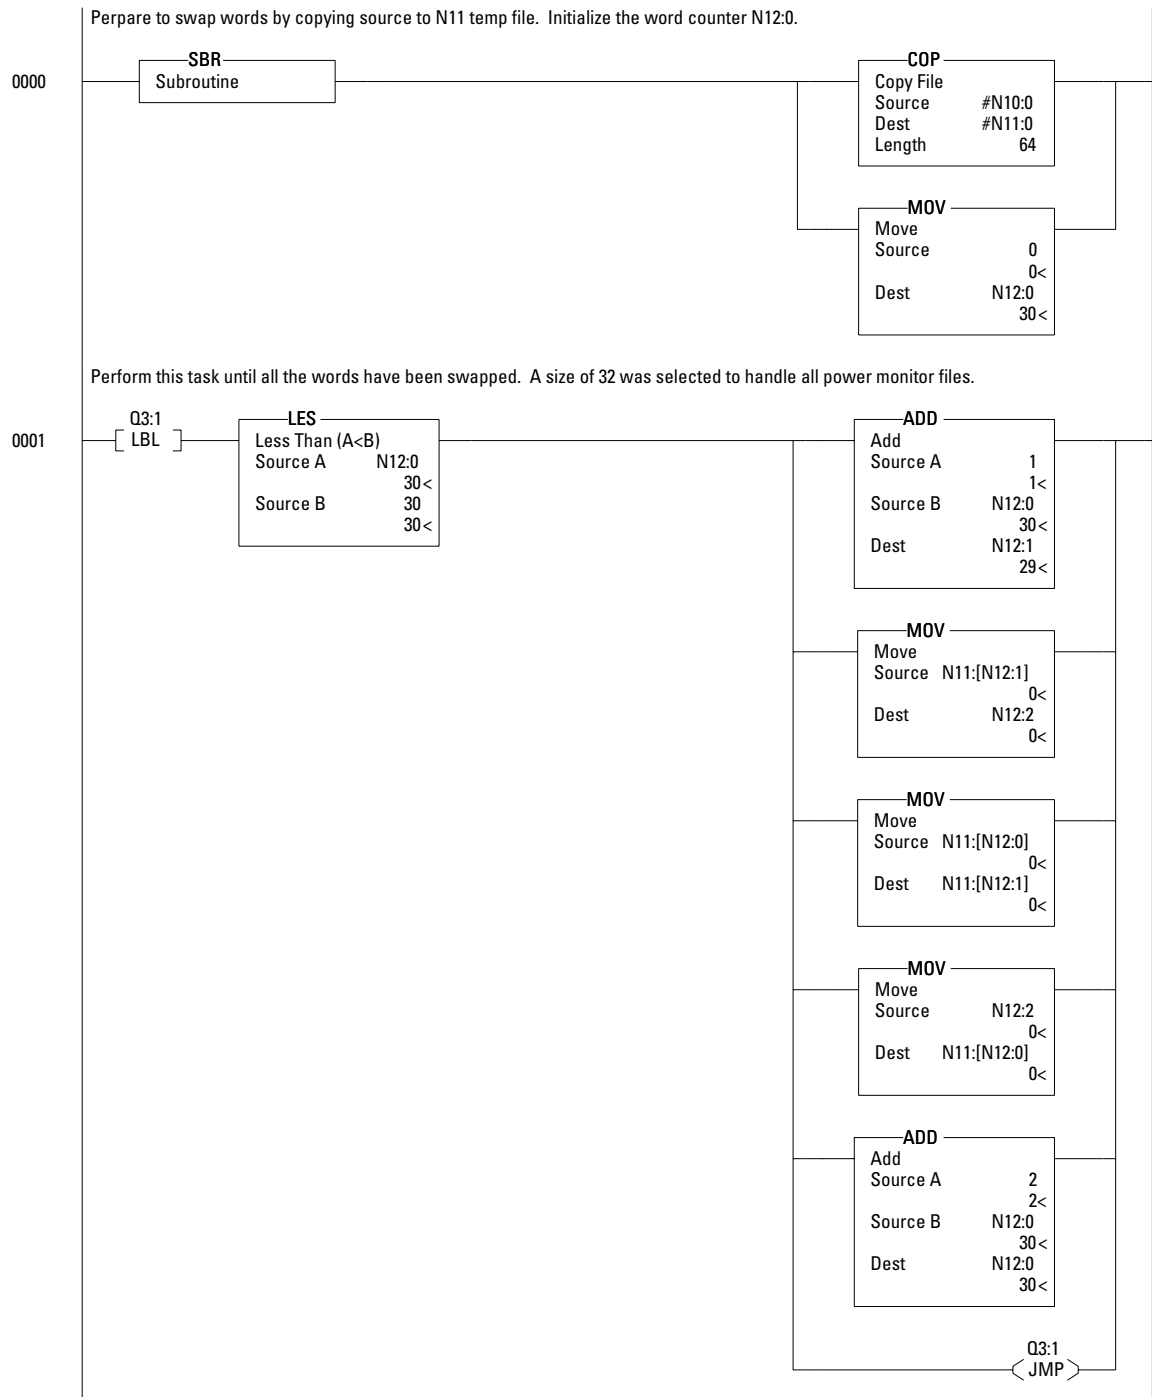 Perpare to swap words by copying source to N11 temp file.  Initialize the word counter N12:0.
0000
SBR
Subroutine
COP
Copy File
Source #N10:0
Dest #N11:0
Length 64
MOV
Move
Source 0
0<
Dest N12:0
30<
Perform this task until all the words have been swapped.  A size of 32 was selected to handle all power monitor files.
0001
Q3:1
LBL
LES
Less Than (A<B)
Source A N12:0
30<
Source B 30
30<
ADD
Add
Source A 1
1<
Source B N12:0
30<
Dest N12:1
29<
MOV
Move
Source N11:[N12:1]
0<
Dest N12:2
0<
MOV
Move
Source N11:[N12:0]
0<
Dest N11:[N12:1]
0<
MOV
Move
Source N12:2
0<
Dest N11:[N12:0]
0<
ADD
Add
Source A 2
2<
Source B N12:0
30<
Dest N12:0
30<
Q3:1
JMP